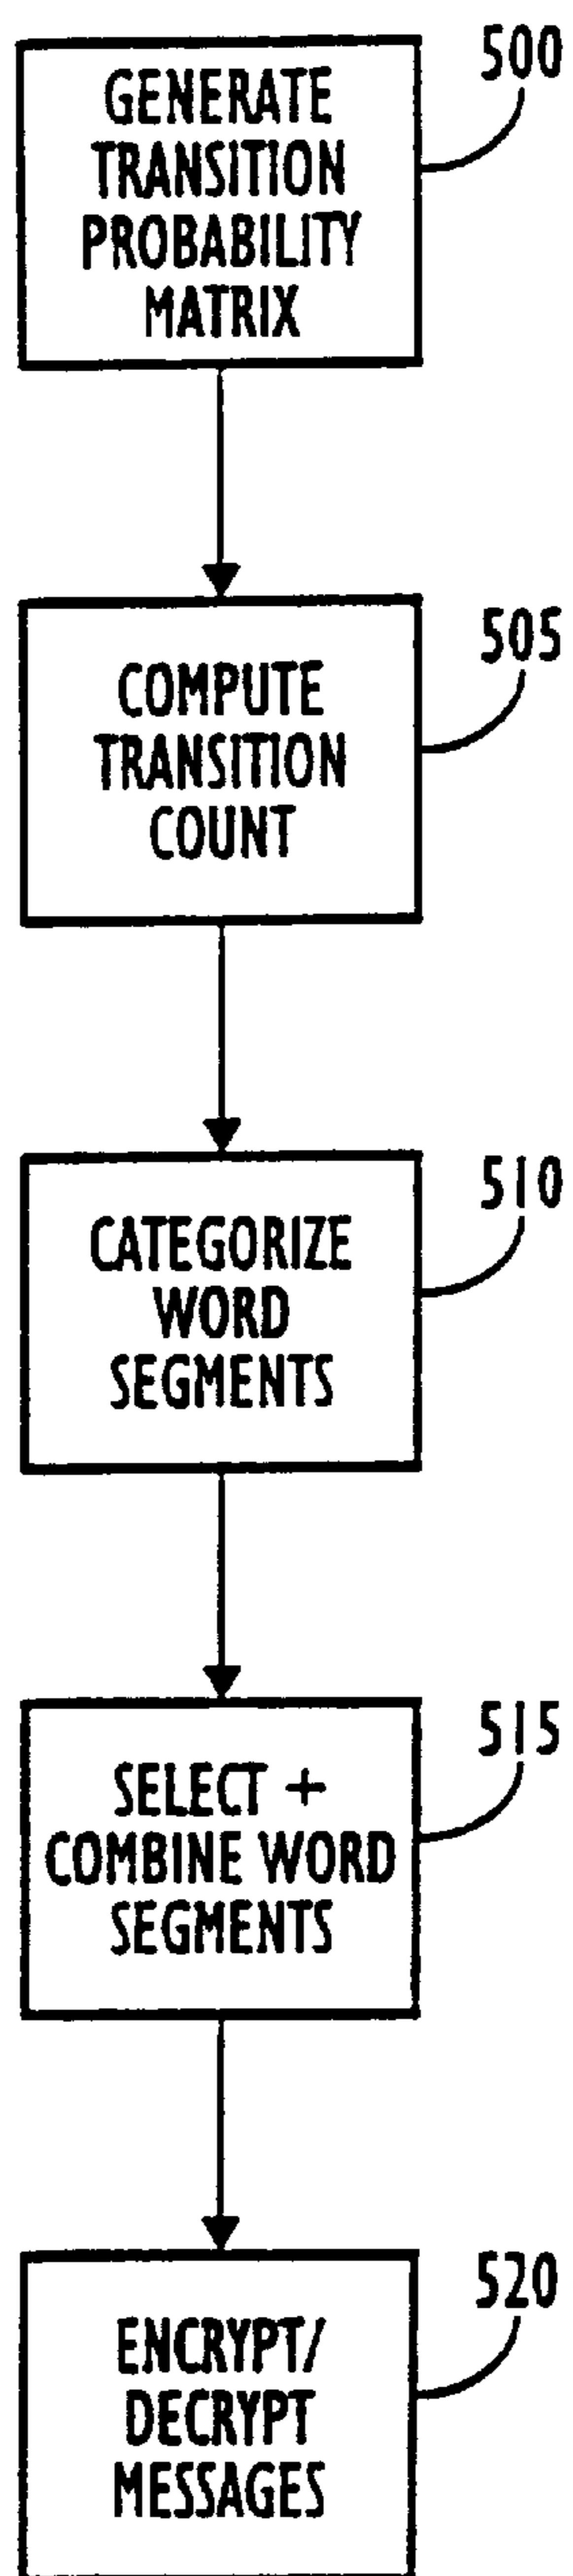 500
GENERATE
TRANSITION
PROBABILITY
MATRIX
505
COMPUTE
TRANSITION
COUNT
510
CATEGORIZE
WORD
SEGMENTS
515
SELECT +
COMBINE WORD
SEGMENTS
520
ENCRYPT/
DECRYPT
MESSAGES